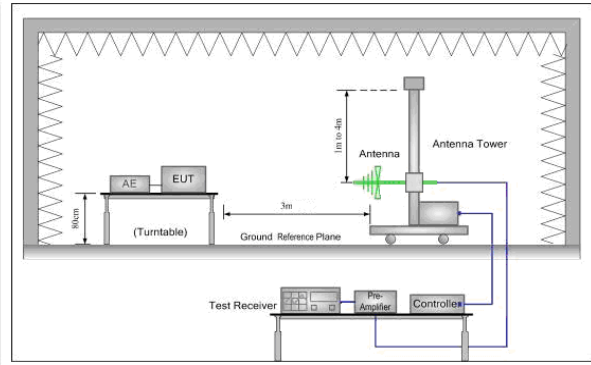 1m to 4m
Antenna
Antenna Tower
AE
EUT
80cm
(Turntable)
3m
Ground Reference Plane
Test Receiver
Pre-
Amplifier
Controller